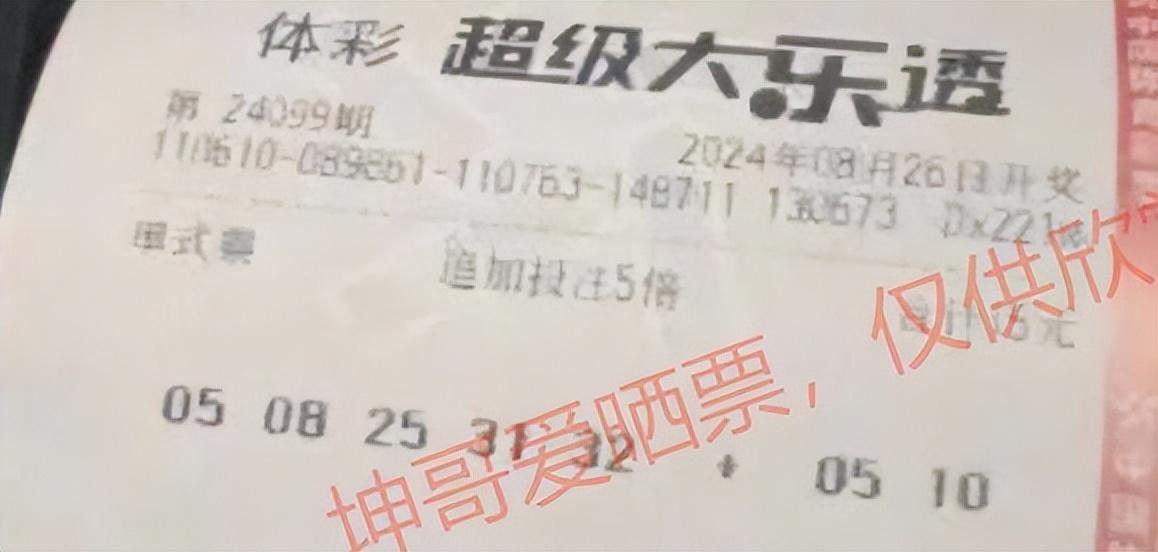 体彩 超级大乐透
第 24099期
2024年08月26日开奖
110610-089861-110763-148711 130673
单式票
追加投注5倍
合计15元
05 08 25 31 32 + 05 10
坤哥爱晒票，仅供欣